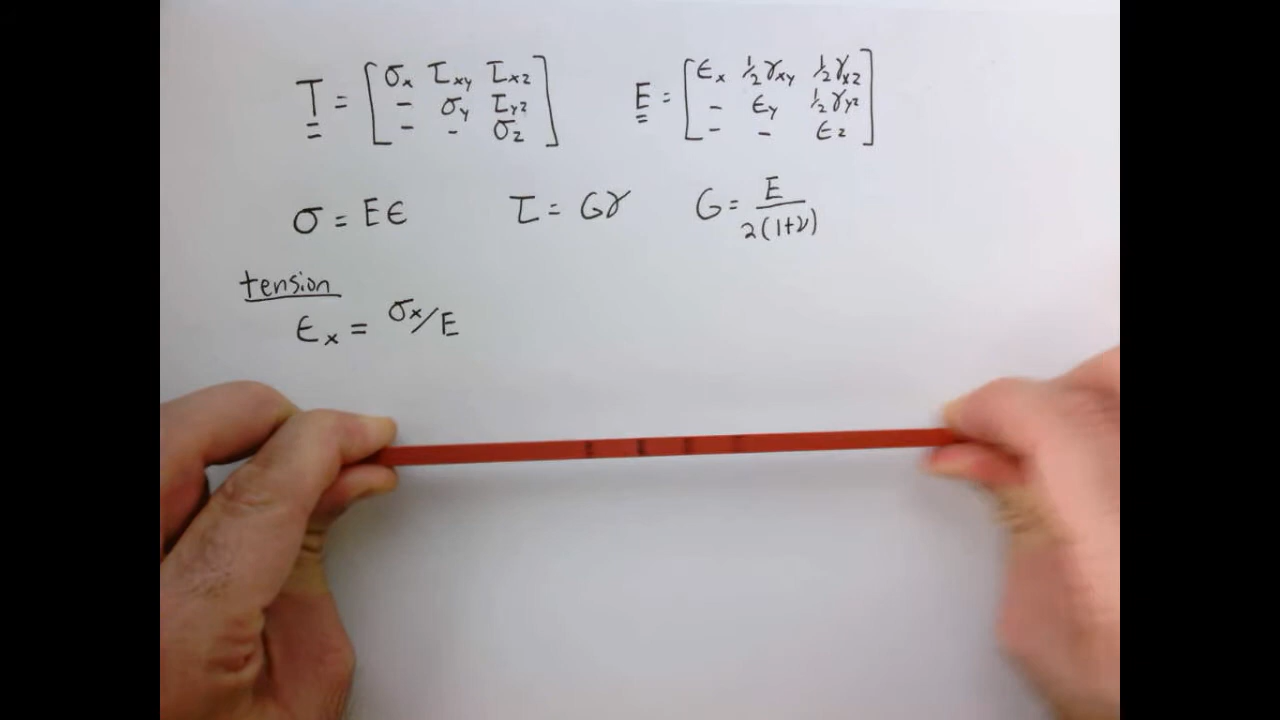 T = [ σx τxy τxz ] E = [ εx ½γxy ½γxz ]
- σy τyz - εy ½γyz
- - σz - - εz
σ = Eε τ = Gγ G = E / 2(1+ν)
tension
εx = σx/E